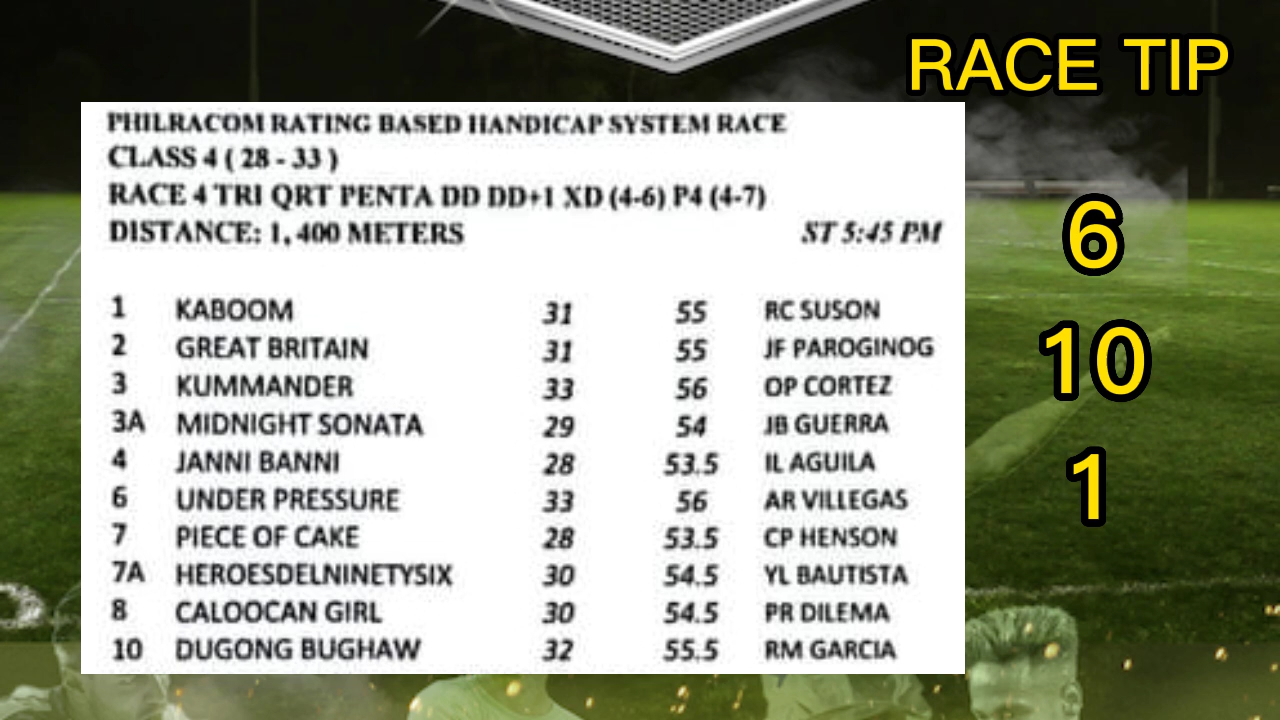 RACE TIP
PHILRACOM RATING BASED HANDICAP SYSTEM RACE
CLASS 4 ( 28 - 33 )
RACE 4 TRI QRT PENTA DD DD+1 XD (4-6) P4 (4-7)
DISTANCE: 1, 400 METERS ST 5:45 PM
1 KABOOM 31 55 RC SUSON
2 GREAT BRITAIN 31 55 JF PAROGINOG
3 KUMMANDER 33 56 OP CORTEZ
3A MIDNIGHT SONATA 29 54 JB GUERRA
4 JANNI BANNI 28 53.5 IL AGUILA
6 UNDER PRESSURE 33 56 AR VILLEGAS
7 PIECE OF CAKE 28 53.5 CP HENSON
7A HEROESDELNINETYSIX 30 54.5 YL BAUTISTA
8 CALOOCAN GIRL 30 54.5 PR DILEMA
10 DUGONG BUGHAW 32 55.5 RM GARCIA
6
10
1